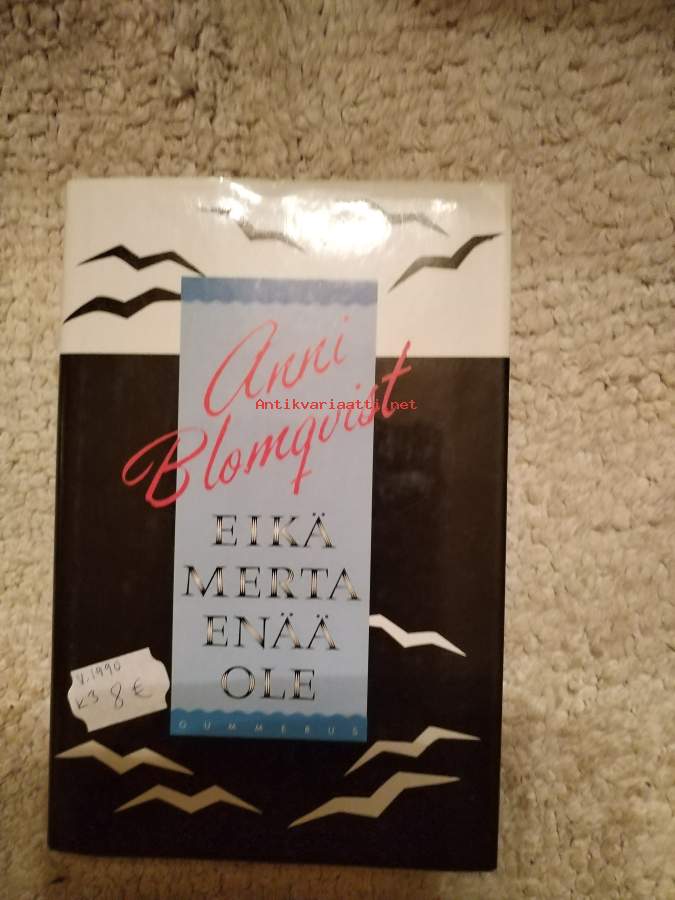 Anni
Antikvariaatti.net
Blomqvist
EIKÄ
MERTA
ENÄÄ
OLE
v. 1990
K3 8 €
GUMMERUS